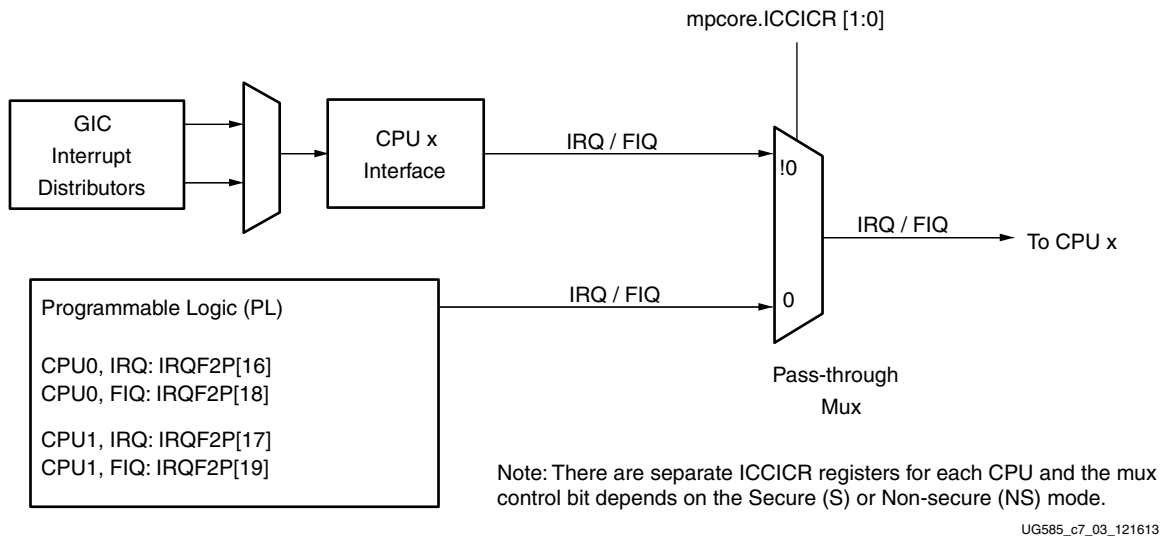 mpcore.ICCICR [1:0]
GIC
Interrupt
Distributors
CPU x
Interface
IRQ / FIQ
!0
IRQ / FIQ
To CPU x
IRQ / FIQ
0
Programmable Logic (PL)
CPU0, IRQ: IRQF2P[16]
CPU0, FIQ: IRQF2P[18]
CPU1, IRQ: IRQF2P[17]
CPU1, FIQ: IRQF2P[19]
Pass-through
Mux
Note: There are separate ICCICR registers for each CPU and the mux
control bit depends on the Secure (S) or Non-secure (NS) mode.
UG585_c7_03_121613